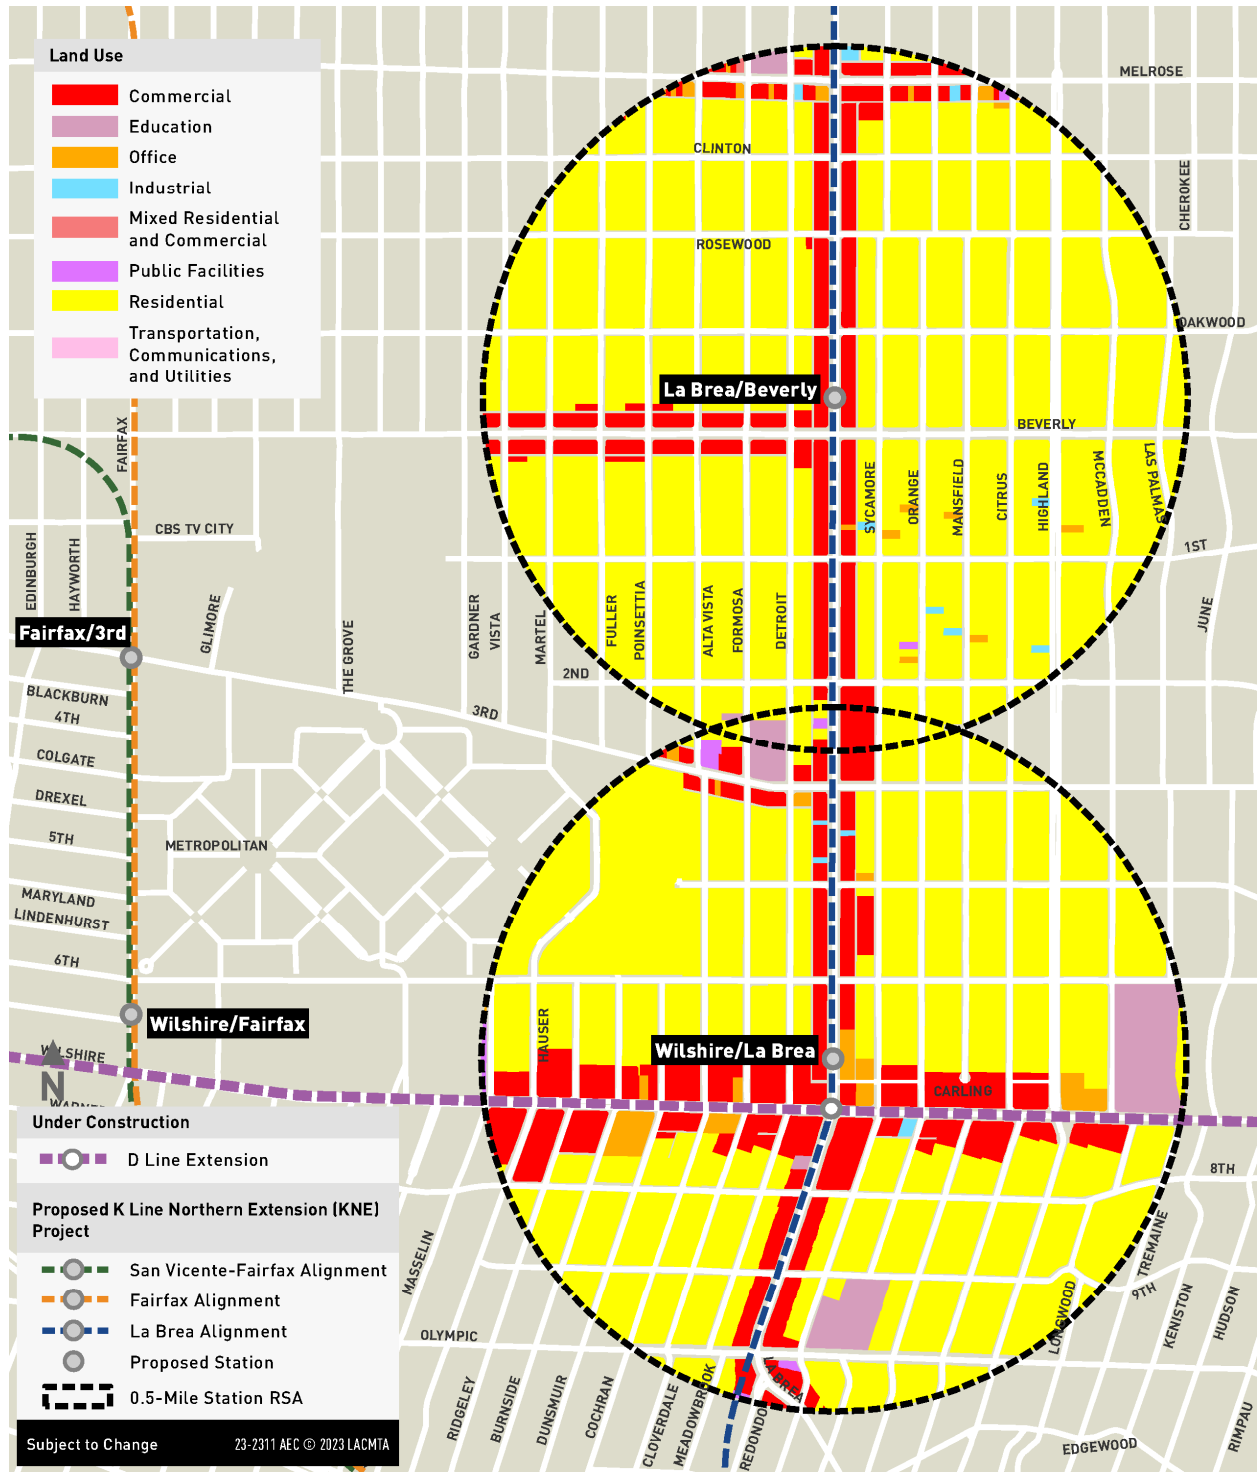 Land Use
Commercial
Education
Office
Industrial
Mixed Residential
and Commercial
Public Facilities
Residential
Transportation,
Communications,
and Utilities
MELROSE
CLINTON
CHEROKEE
ROSEWOOD
OAKWOOD
La Brea/Beverly
BEVERLY
FAIRFAX
SYCAMORE
ORANGE
MANSFIELD
CITRUS
HIGHLAND
MCCADDEN
LAS PALMAS
CBS TV CITY
1ST
EDINBURGH
HAYWORTH
GLIMORE
THE GROVE
GARDNER
VISTA
MARTEL
FULLER
POINSETTIA
ALTA VISTA
FORMOSA
DETROIT
JUNE
Fairfax/3rd
2ND
3RD
BLACKBURN
4TH
COLGATE
DREXEL
5TH
METROPOLITAN
MARYLAND
LINDENHURST
6TH
Wilshire/Fairfax
HAUSER
Wilshire/La Brea
WILSHIRE
CARLING
N
Under Construction
D Line Extension
8TH
Proposed K Line Northern Extension (KNE)
Project
San Vicente-Fairfax Alignment
Fairfax Alignment
La Brea Alignment
Proposed Station
0.5-Mile Station RSA
MASSELIN
TREMAINE
9TH
LONGWOOD
KENISTON
HUDSON
OLYMPIC
LA BREA
RIDGELEY
BURNSIDE
DUNSMUIR
COCHRAN
CLOVERDALE
MEADOWBROOK
REDONDO
EDGEWOOD
RIMPAU
Subject to Change
23-2311 AEC © 2023 LACMTA